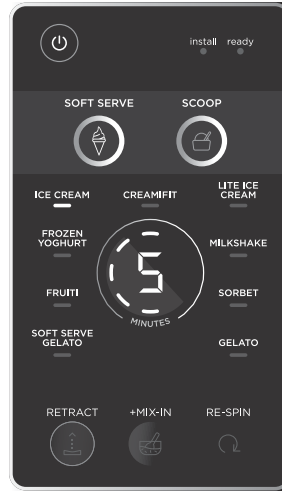 install ready
SOFT SERVE SCOOP
ICE CREAM CREAMIFIT LITE ICE
CREAM
FROZEN
YOGHURT
MILKSHAKE
5
FRUITI SORBET
MINUTES
SOFT SERVE
GELATO
GELATO
RETRACT +MIX-IN RE-SPIN